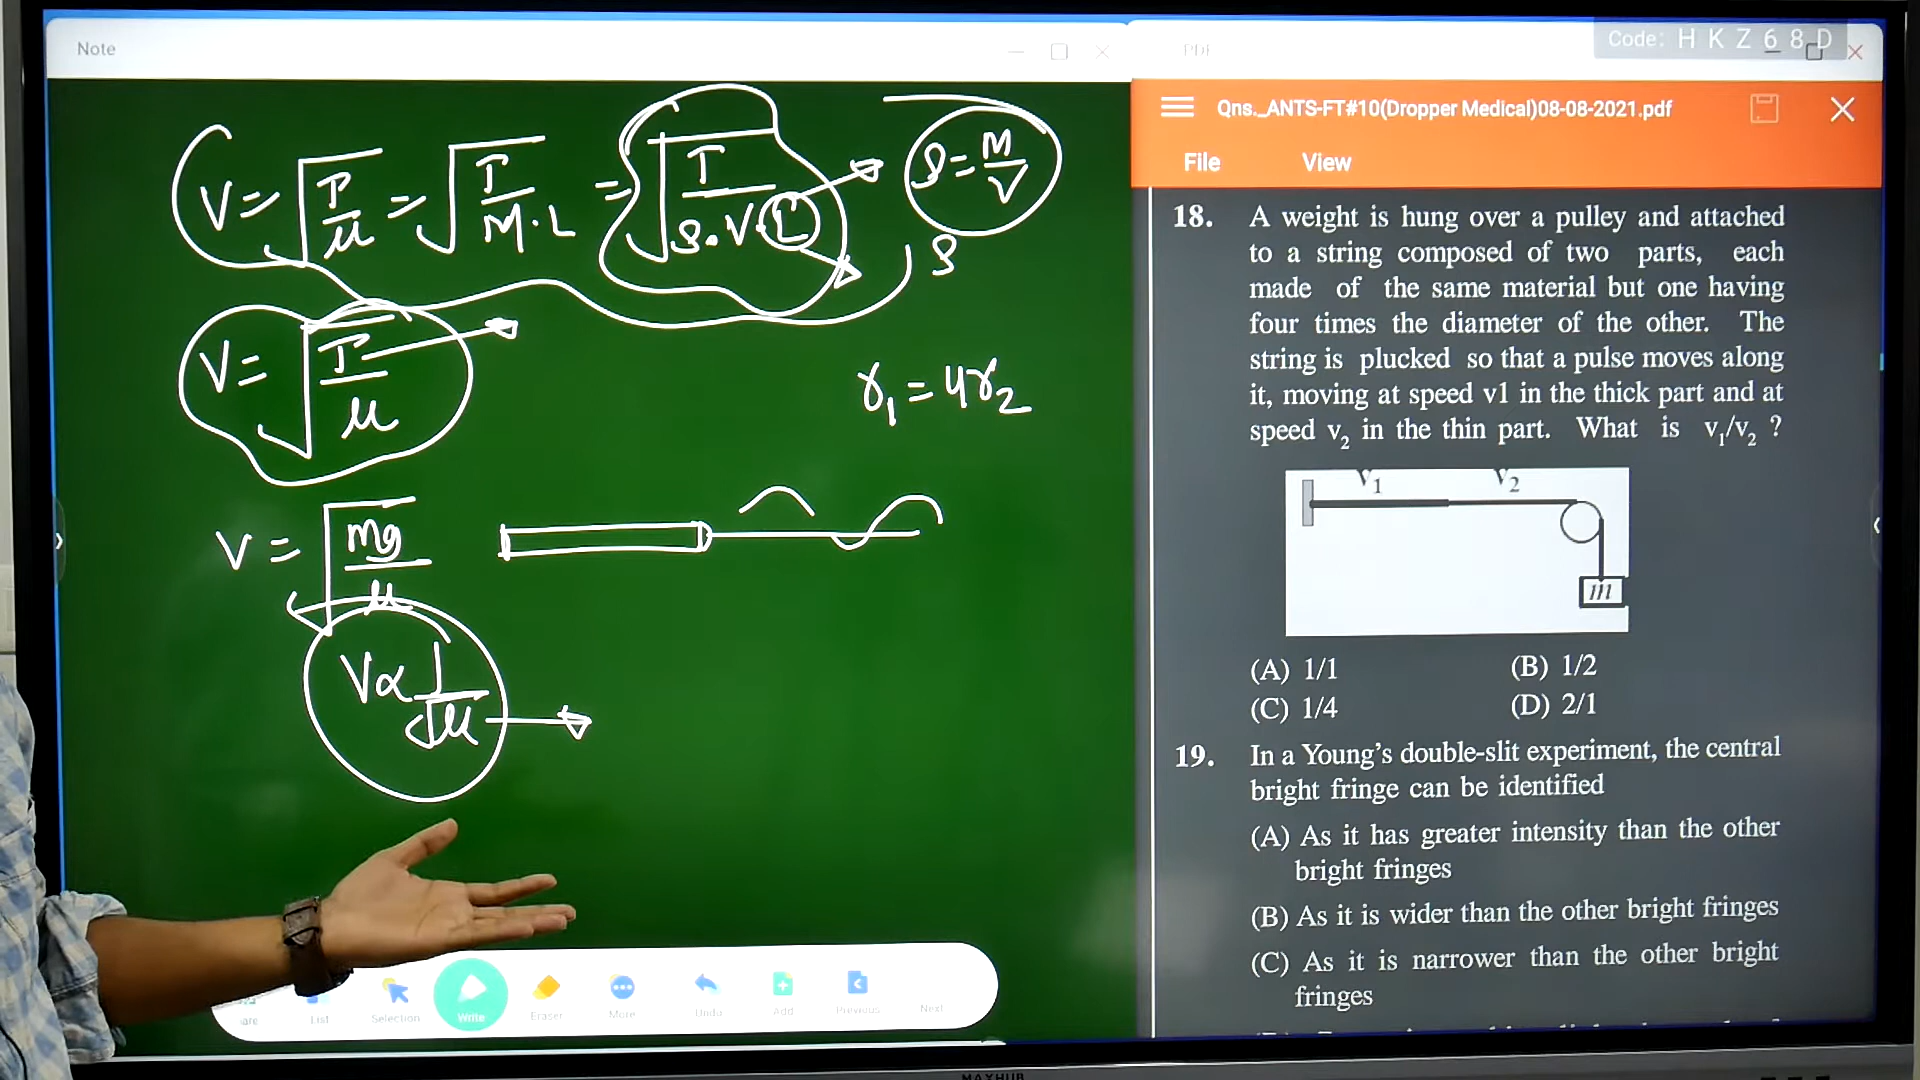 Note
PDF
Code: HKZ68D
V = √T/μ = √T/M·L = √T/S·V·L
S = M/V
S
V = √T/μ
r₁ = 4r₂
V = √mg/μ
V ∝ 1/√μ
List
Selection
Write
Eraser
More
Undo
Add
Previous
Next
Qns._ANTS-FT#10(Dropper Medical)08-08-2021.pdf
File View
18. A weight is hung over a pulley and attached
to a string composed of two parts, each
made of the same material but one having
four times the diameter of the other. The
string is plucked so that a pulse moves along
it, moving at speed v1 in the thick part and at
speed v₂ in the thin part. What is v₁/v₂ ?
V₁ V₂
m
(A) 1/1 (B) 1/2
(C) 1/4 (D) 2/1
19. In a Young's double-slit experiment, the central
bright fringe can be identified
(A) As it has greater intensity than the other
bright fringes
(B) As it is wider than the other bright fringes
(C) As it is narrower than the other bright
fringes
MAXHUB